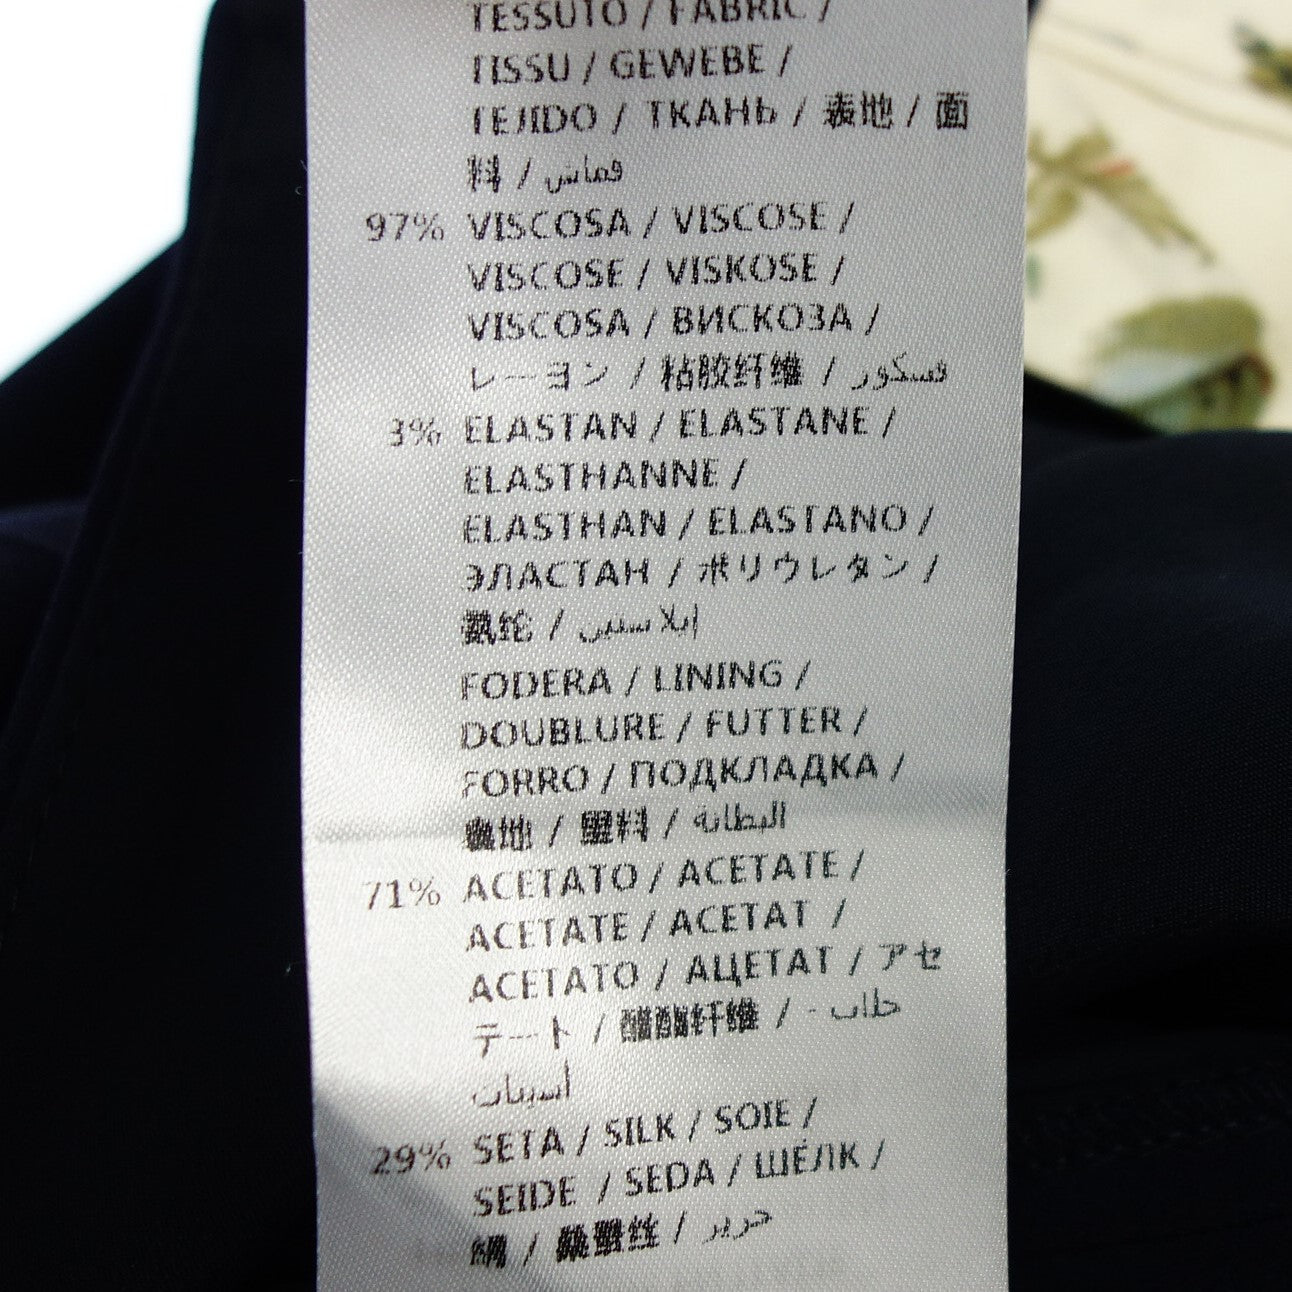 TESSUTO / FABRIC /
TISSU / GEWEBE /
TEJIDO / ТКАНЬ / 表地 / 面
料 / قماش
97% VISCOSA / VISCOSE /
VISCOSE / VISKOSE /
VISCOSA / ВИСКОЗА /
レーヨン / 粘胶纤维 / فسكوز
3% ELASTAN / ELASTANE /
ELASTHANNE /
ELASTHAN / ELASTANO /
ЭЛАСТАН / ポリウレタン /
氨纶 / إيلاستين
FODERA / LINING /
DOUBLURE / FUTTER /
FORRO / ПОДКЛАДКА /
裏地 / 里料 / البطانة
71% ACETATO / ACETATE /
ACETATE / ACETAT /
ACETATO / АЦЕТАТ / アセ
テート / 醋酯纤维 / خلات -
أسيتات
29% SETA / SILK / SOIE /
SEIDE / SEDA / ШЁЛК /
絹 / 桑蚕丝 / حرير